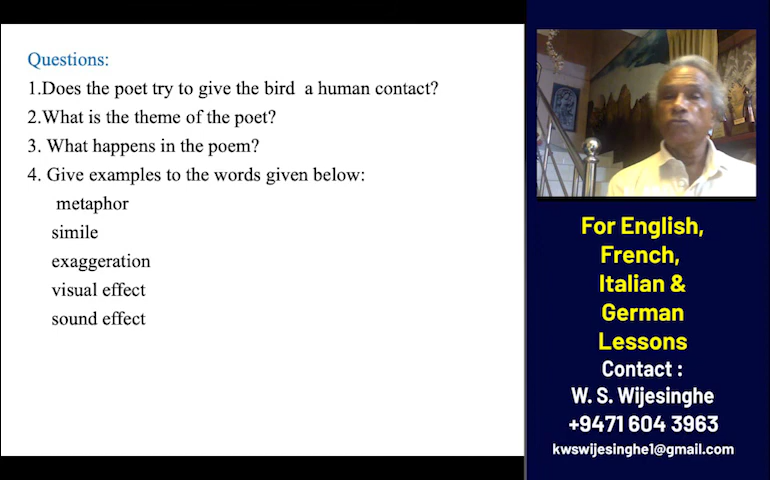 Questions:
1.Does the poet try to give the bird a human contact?
2.What is the theme of the poet?
3. What happens in the poem?
4. Give examples to the words given below:
metaphor
simile
exaggeration
visual effect
sound effect
For English,
French,
Italian &
German
Lessons
Contact :
W. S. Wijesinghe
+9471 604 3963
kwswijesinghe1@gmail.com